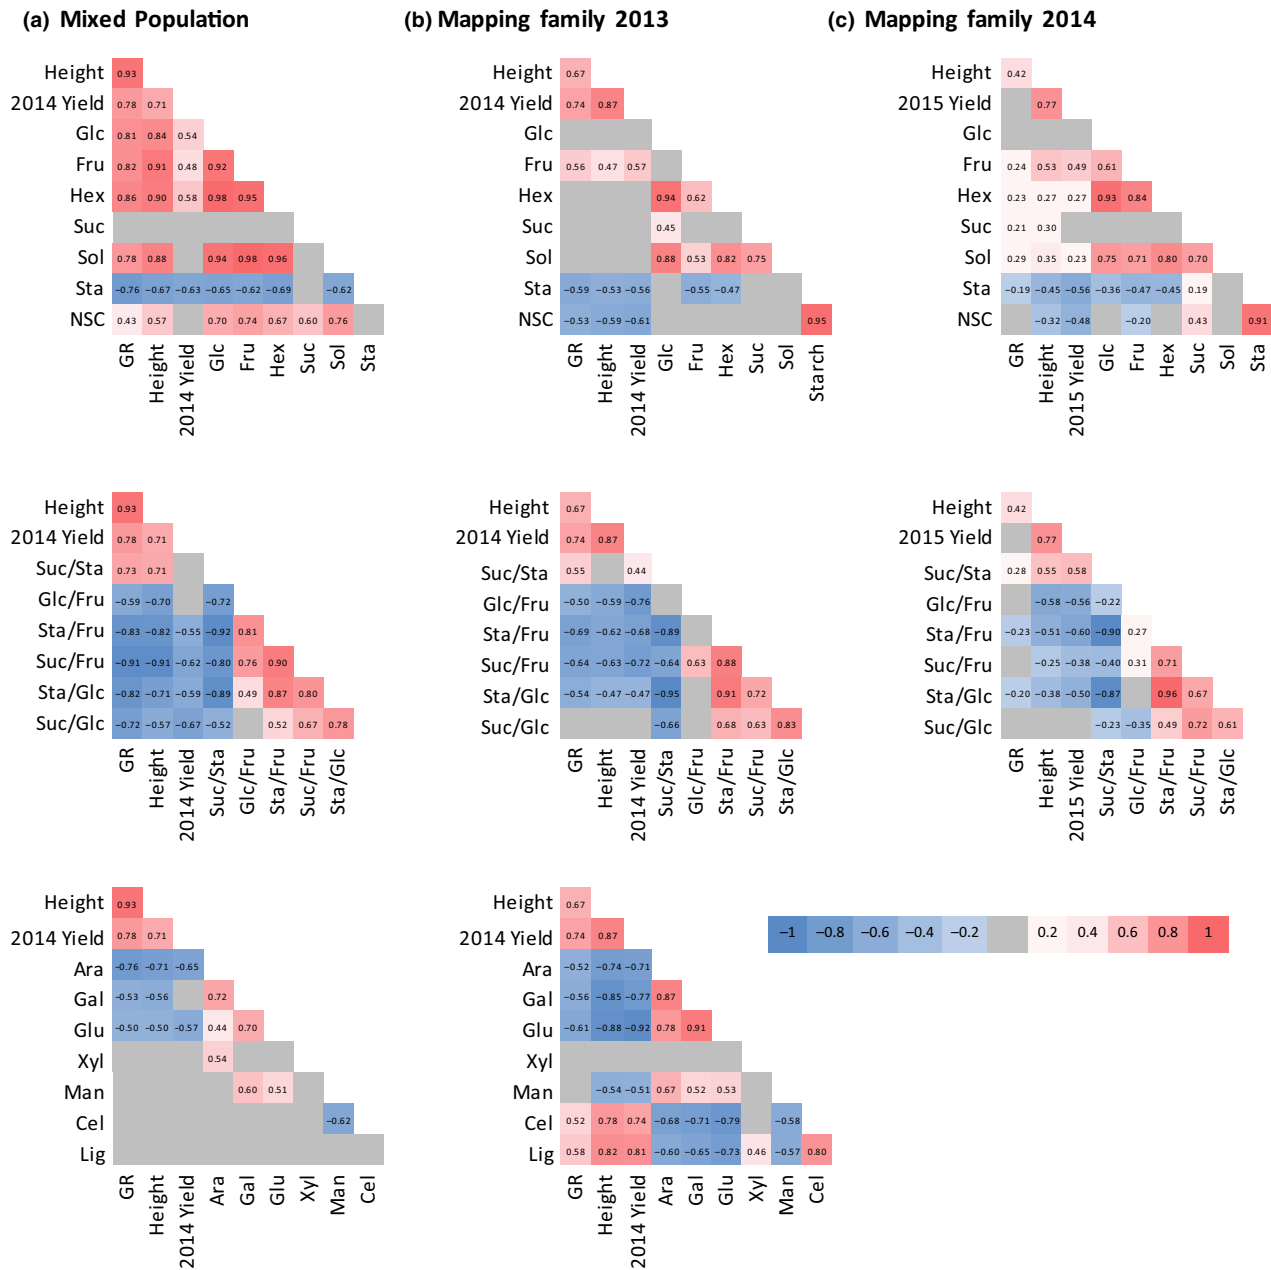 (a) Mixed Population
(b) Mapping family 2013
(c) Mapping family 2014
Height 0.93
2014 Yield 0.78 0.71
Glc 0.81 0.84 0.54
Fru 0.82 0.91 0.48 0.92
Hex 0.86 0.90 0.58 0.98 0.95
Suc
Sol 0.78 0.88 0.94 0.98 0.96
Sta −0.76 −0.67 −0.63 −0.65 −0.62 −0.69 −0.62
NSC 0.43 0.57 0.70 0.74 0.67 0.60 0.76
GR Height 2014 Yield Glc Fru Hex Suc Sol Sta
Height 0.67
2014 Yield 0.74 0.87
Glc
Fru 0.56 0.47 0.57
Hex 0.94 0.62
Suc 0.45
Sol 0.88 0.53 0.82 0.75
Sta −0.59 −0.53 −0.56 −0.55 −0.47
NSC −0.53 −0.59 −0.61 0.95
GR Height 2014 Yield Glc Fru Hex Suc Sol Starch
Height 0.42
2015 Yield 0.77
Glc
Fru 0.24 0.53 0.49 0.61
Hex 0.23 0.27 0.27 0.93 0.84
Suc 0.21 0.30
Sol 0.29 0.35 0.23 0.75 0.71 0.80 0.70
Sta −0.19 −0.45 −0.56 −0.36 −0.47 −0.45 0.19
NSC −0.32 −0.48 −0.20 0.43 0.91
GR Height 2015 Yield Glc Fru Hex Suc Sol Sta
Height 0.93
2014 Yield 0.78 0.71
Suc/Sta 0.73 0.71
Glc/Fru −0.59 −0.70 −0.72
Sta/Fru −0.83 −0.82 −0.55 −0.92 0.81
Suc/Fru −0.91 −0.91 −0.62 −0.80 0.76 0.90
Sta/Glc −0.82 −0.71 −0.59 −0.89 0.49 0.87 0.80
Suc/Glc −0.72 −0.57 −0.67 −0.52 0.52 0.67 0.78
GR Height 2014 Yield Suc/Sta Glc/Fru Sta/Fru Suc/Fru Sta/Glc
Height 0.67
2014 Yield 0.74 0.87
Suc/Sta 0.55 0.44
Glc/Fru −0.50 −0.59 −0.76
Sta/Fru −0.69 −0.62 −0.68 −0.89
Suc/Fru −0.64 −0.63 −0.72 −0.64 0.63 0.88
Sta/Glc −0.54 −0.47 −0.47 −0.95 0.91 0.72
Suc/Glc −0.66 0.68 0.63 0.83
GR Height 2014 Yield Suc/Sta Glc/Fru Sta/Fru Suc/Fru Sta/Glc
Height 0.42
2015 Yield 0.77
Suc/Sta 0.28 0.55 0.58
Glc/Fru −0.58 −0.56 −0.22
Sta/Fru −0.23 −0.51 −0.60 −0.90 0.27
Suc/Fru −0.25 −0.38 −0.40 0.31 0.71
Sta/Glc −0.20 −0.38 −0.50 −0.87 0.96 0.67
Suc/Glc −0.23 −0.35 0.49 0.72 0.61
GR Height 2015 Yield Suc/Sta Glc/Fru Sta/Fru Suc/Fru Sta/Glc
Height 0.93
2014 Yield 0.78 0.71
Ara −0.76 −0.71 −0.65
Gal −0.53 −0.56 0.72
Glu −0.50 −0.50 −0.57 0.44 0.70
Xyl 0.54
Man 0.60 0.51
Cel −0.62
Lig
GR Height 2014 Yield Ara Gal Glu Xyl Man Cel
Height 0.67
2014 Yield 0.74 0.87
Ara −0.52 −0.74 −0.71
Gal −0.56 −0.85 −0.77 0.87
Glu −0.61 −0.88 −0.92 0.78 0.91
Xyl
Man −0.54 −0.51 0.67 0.52 0.53
Cel 0.52 0.78 0.74 −0.68 −0.71 −0.79 −0.58
Lig 0.58 0.82 0.81 −0.60 −0.65 −0.73 0.46 −0.57 0.80
GR Height 2014 Yield Ara Gal Glu Xyl Man Cel
−1 −0.8 −0.6 −0.4 −0.2 0.2 0.4 0.6 0.8 1